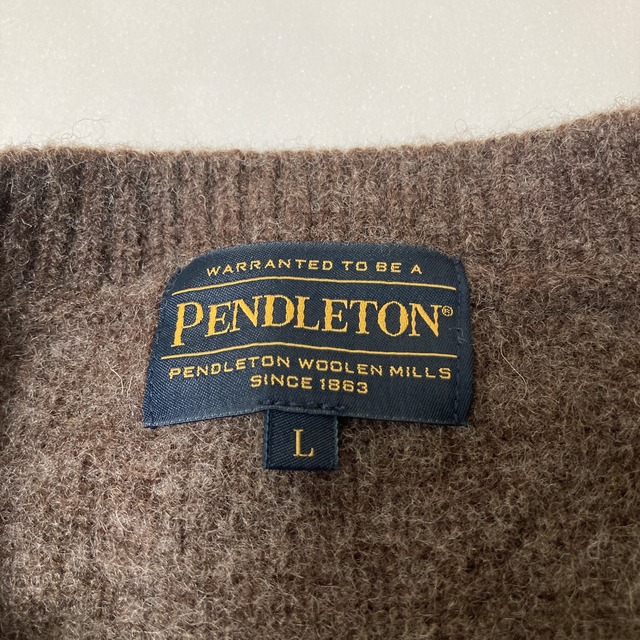 WARRANTED TO BE A
PENDLETON®
PENDLETON WOOLEN MILLS
SINCE 1863
L